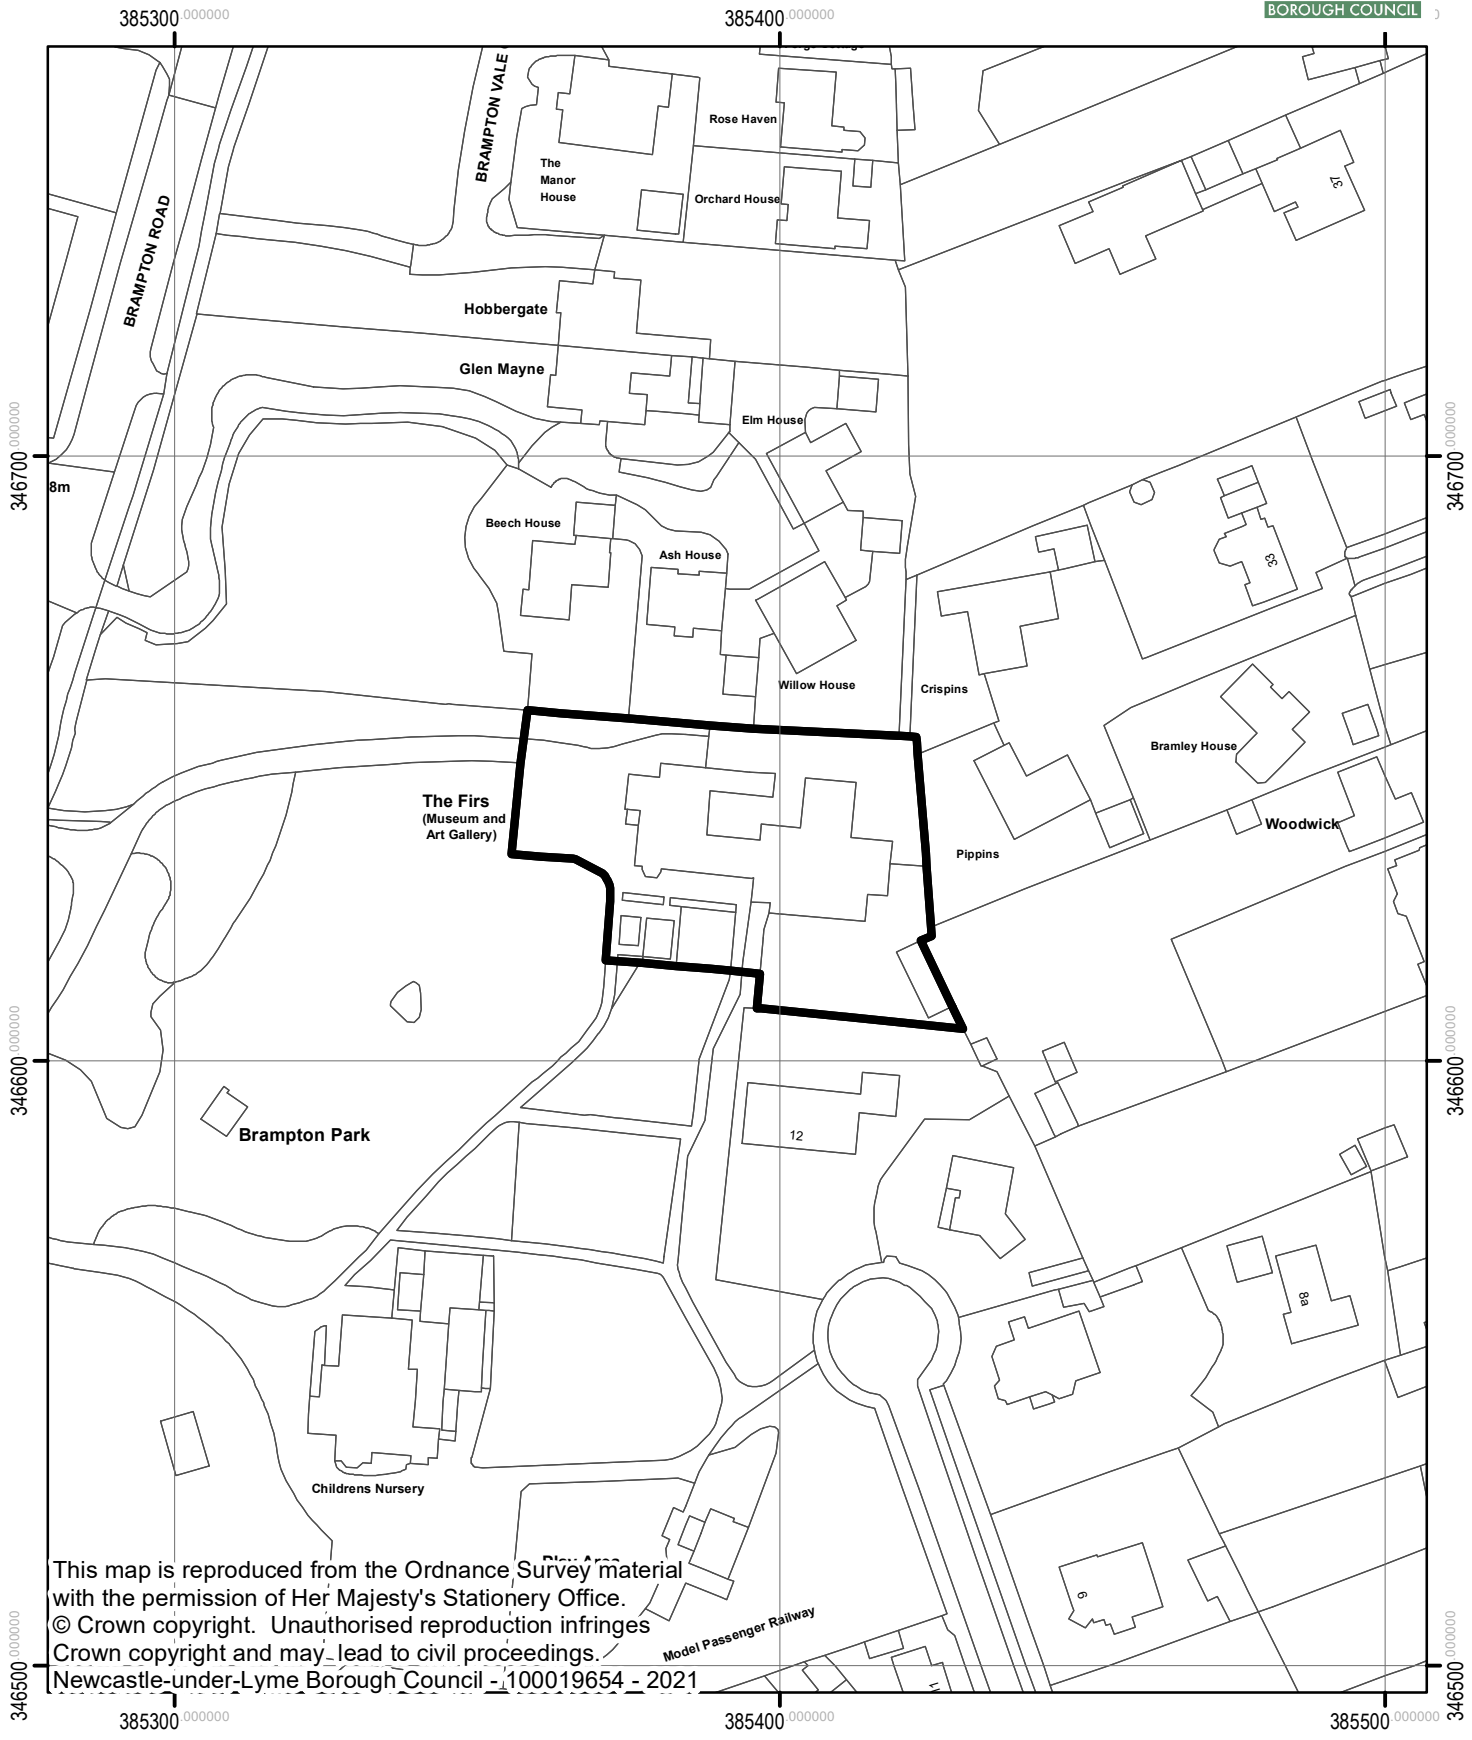 BOROUGH COUNCIL
385300.000000
385400.000000
BRAMPTON VALE
Rose Haven
The
Manor
House
Orchard House
37
BRAMPTON ROAD
Hobbergate
Glen Mayne
Elm House
346700.000000
346700.000000
8m
Beech House
Ash House
33
Willow House
Crispins
Bramley House
The Firs
(Museum and
Art Gallery)
Woodwick
Pippins
346600.000000
346600.000000
Brampton Park
12
8a
Childrens Nursery
Play Area
6
Model Passenger Railway
11
This map is reproduced from the Ordnance Survey material
with the permission of Her Majesty's Stationery Office.
© Crown copyright. Unauthorised reproduction infringes
Crown copyright and may lead to civil proceedings.
Newcastle-under-Lyme Borough Council - 100019654 - 2021
346500.000000
346500.000000
385300.000000
385400.000000
385500.000000